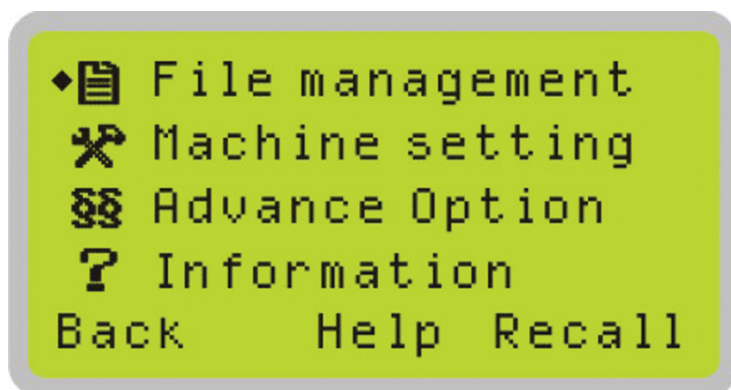 File management
Machine setting
§§ Advance Option
? Information
Back Help Recall